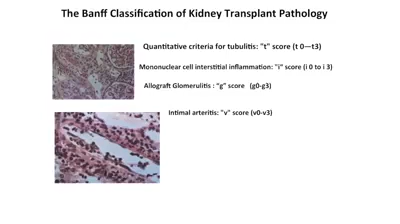 The Banff Classification of Kidney Transplant Pathology
Quantitative criteria for tubulitis: "t" score (t 0—t3)
Mononuclear cell interstitial inflammation: "i" score (i 0 to i 3)
Allograft Glomerulitis : "g" score (g0-g3)
Intimal arteritis: "v" score (v0-v3)